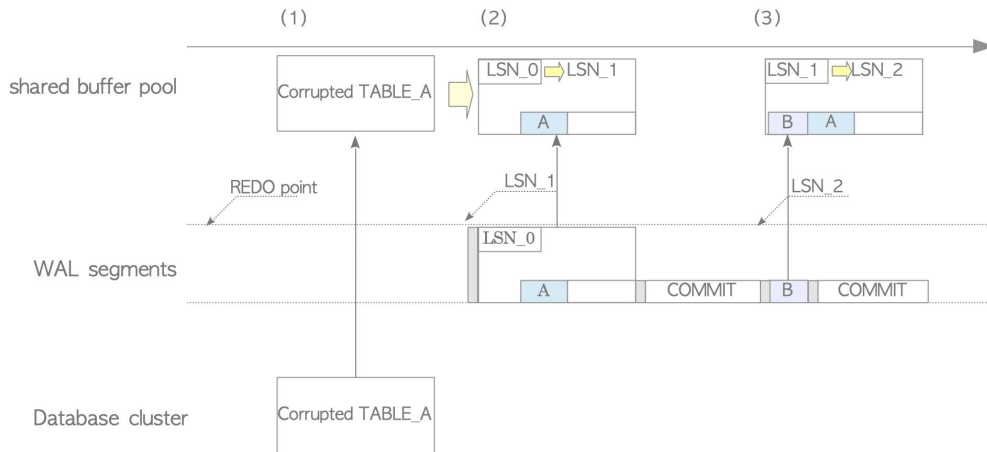 (1) (2) (3)
shared buffer pool
Corrupted TABLE_A
LSN_0 LSN_1
A
LSN_1 LSN_2
B A
REDO point
LSN_1
LSN_2
WAL segments
LSN_0
A COMMIT B COMMIT
Database cluster
Corrupted TABLE_A